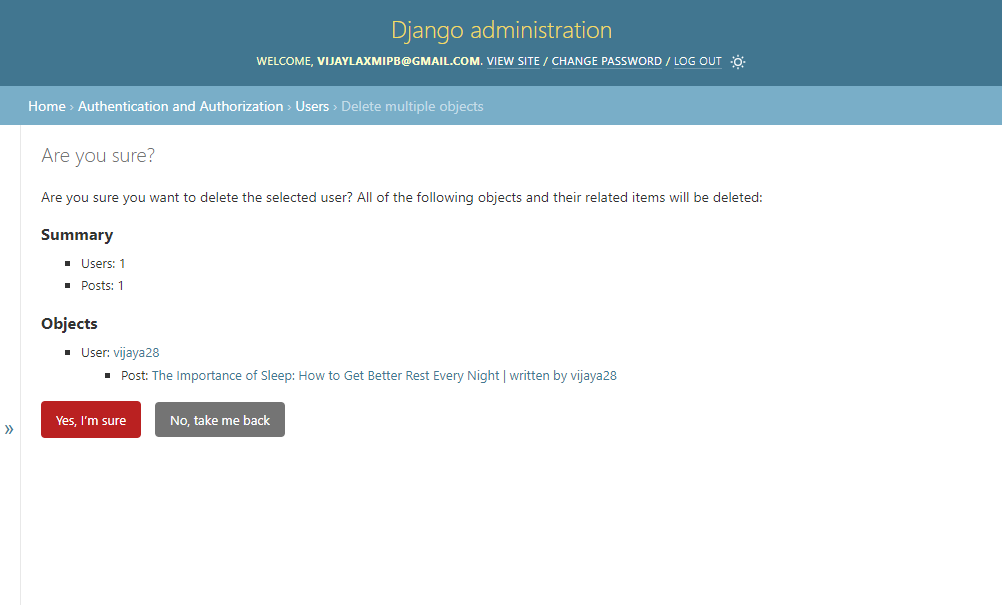 Django administration
WELCOME, VIJAYLAXMIPB@GMAIL.COM. VIEW SITE / CHANGE PASSWORD / LOG OUT
Home › Authentication and Authorization › Users › Delete multiple objects
Are you sure?
Are you sure you want to delete the selected user? All of the following objects and their related items will be deleted:
Summary
Users: 1
Posts: 1
Objects
User: vijaya28
Post: The Importance of Sleep: How to Get Better Rest Every Night | written by vijaya28
Yes, I'm sure No, take me back
»